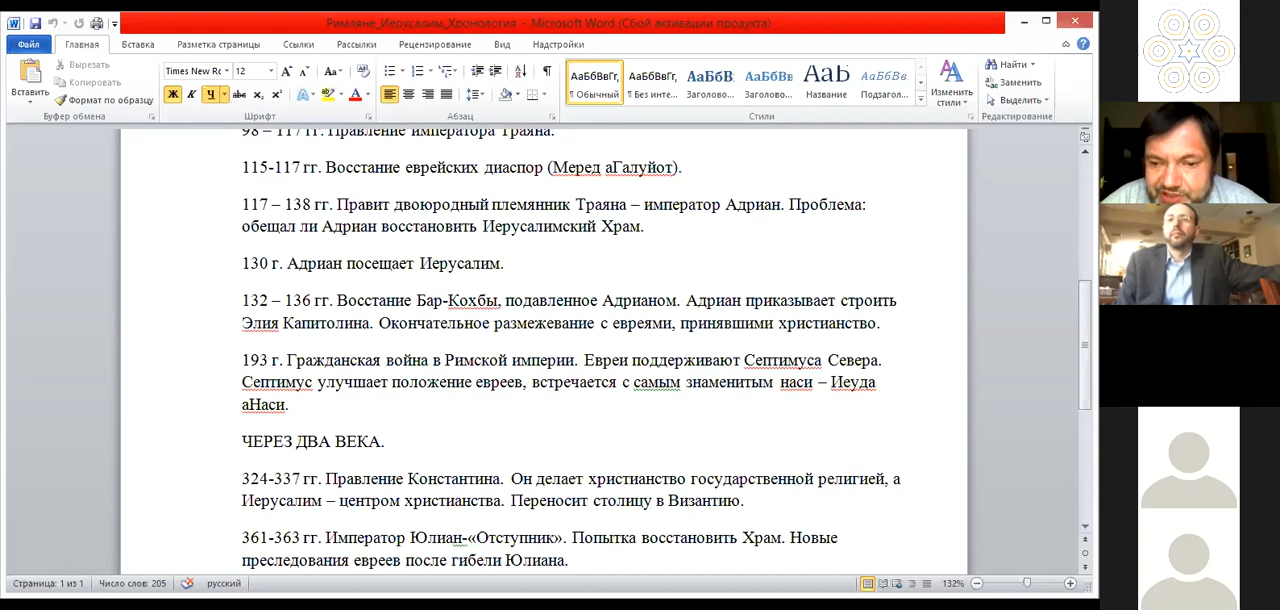 Римляне_Иерусалим_Хронология - Microsoft Word (Сбой активации продукта)
Файл Главная Вставка Разметка страницы Ссылки Рассылки Рецензирование Вид Надстройки
Вставить
Вырезать
Копировать
Формат по образцу
Буфер обмена
Times New Rc 12
Ж К Ч abc x₂ x²
Шрифт
Абзац
АаБбВвГг, АаБбВвГг, АаБбВ: АаБбВв АаБ АаБбВв.
¶ Обычный ¶ Без инте... Заголово... Заголово... Название Подзагол...
Стили
Изменить стили
Найти
Заменить
Выделить
Редактирование
98 – 117 гг. Правление императора Траяна.
115-117 гг. Восстание еврейских диаспор (Меред аГалуйот).
117 – 138 гг. Правит двоюродный племянник Траяна – император Адриан. Проблема:
обещал ли Адриан восстановить Иерусалимский Храм.
130 г. Адриан посещает Иерусалим.
132 – 136 гг. Восстание Бар-Кохбы, подавленное Адрианом. Адриан приказывает строить
Элия Капитолина. Окончательное размежевание с евреями, принявшими христианство.
193 г. Гражданская война в Римской империи. Евреи поддерживают Септимуса Севера.
Септимус улучшает положение евреев, встречается с самым знаменитым наси – Иеуда
аНаси.
ЧЕРЕЗ ДВА ВЕКА.
324-337 гг. Правление Константина. Он делает христианство государственной религией, а
Иерусалим – центром христианства. Переносит столицу в Византию.
361-363 гг. Император Юлиан-«Отступник». Попытка восстановить Храм. Новые
преследования евреев после гибели Юлиана.
Страница: 1 из 1 Число слов: 205 русский 132%